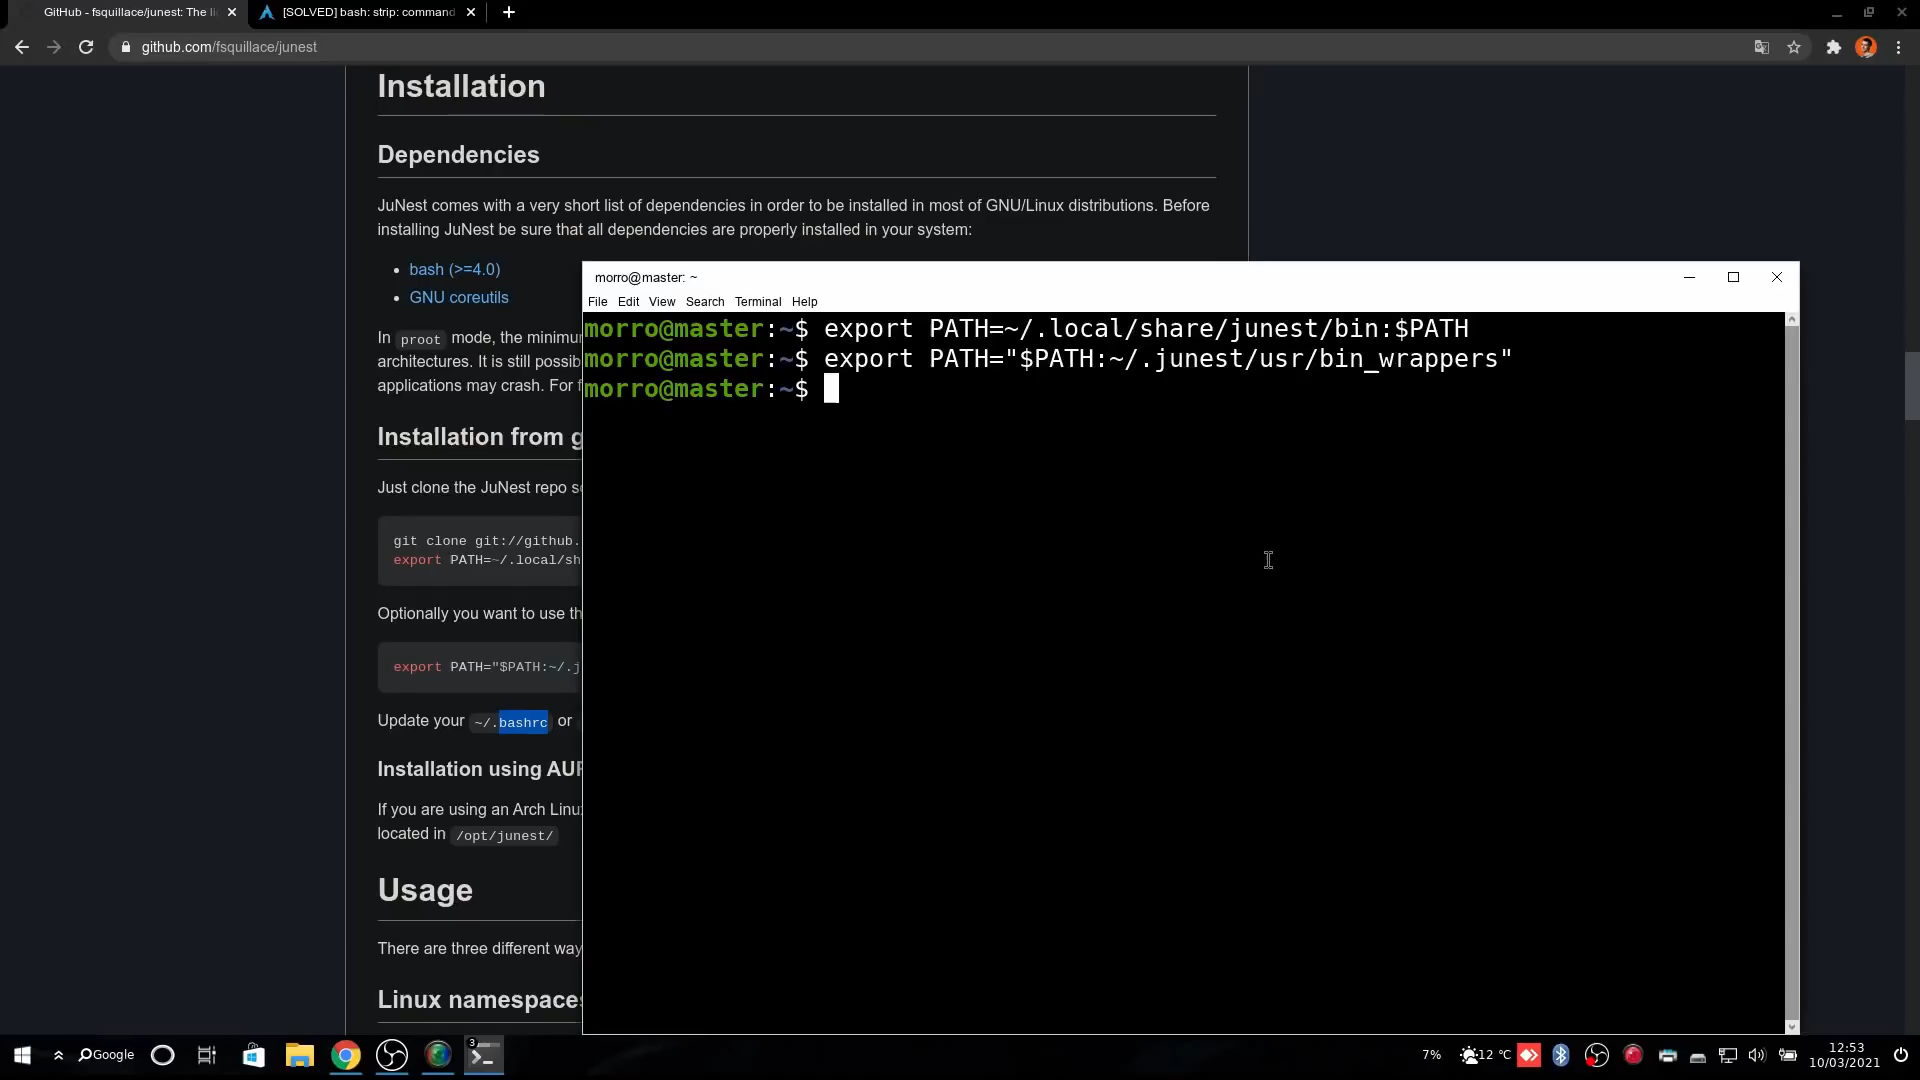 GitHub - fsquillace/junest: The li
[SOLVED] bash: strip: command
github.com/fsquillace/junest
Installation
Dependencies
JuNest comes with a very short list of dependencies in order to be installed in most of GNU/Linux distributions. Before
installing JuNest be sure that all dependencies are properly installed in your system:
bash (>=4.0)
GNU coreutils
In proot mode, the minimu
architectures. It is still possib
applications may crash. For f
Installation from g
Just clone the JuNest repo so
git clone git://github.
export PATH=~/.local/sh
Optionally you want to use th
export PATH="$PATH:~/.j
Update your ~/.bashrc or
Installation using AUR
If you are using an Arch Linu
located in /opt/junest/
Usage
There are three different way
Linux namespaces
morro@master: ~
File Edit View Search Terminal Help
morro@master:~$ export PATH=~/.local/share/junest/bin:$PATH
morro@master:~$ export PATH="$PATH:~/.junest/usr/bin_wrappers"
morro@master:~$
Google
3
7%
12 °C
12:53
10/03/2021